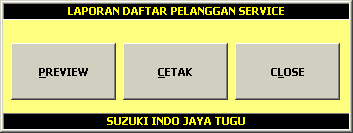 LAPORAN DAFTAR PELANGGAN SERVICE
PREVIEW CETAK CLOSE
SUZUKI INDO JAYA TUGU